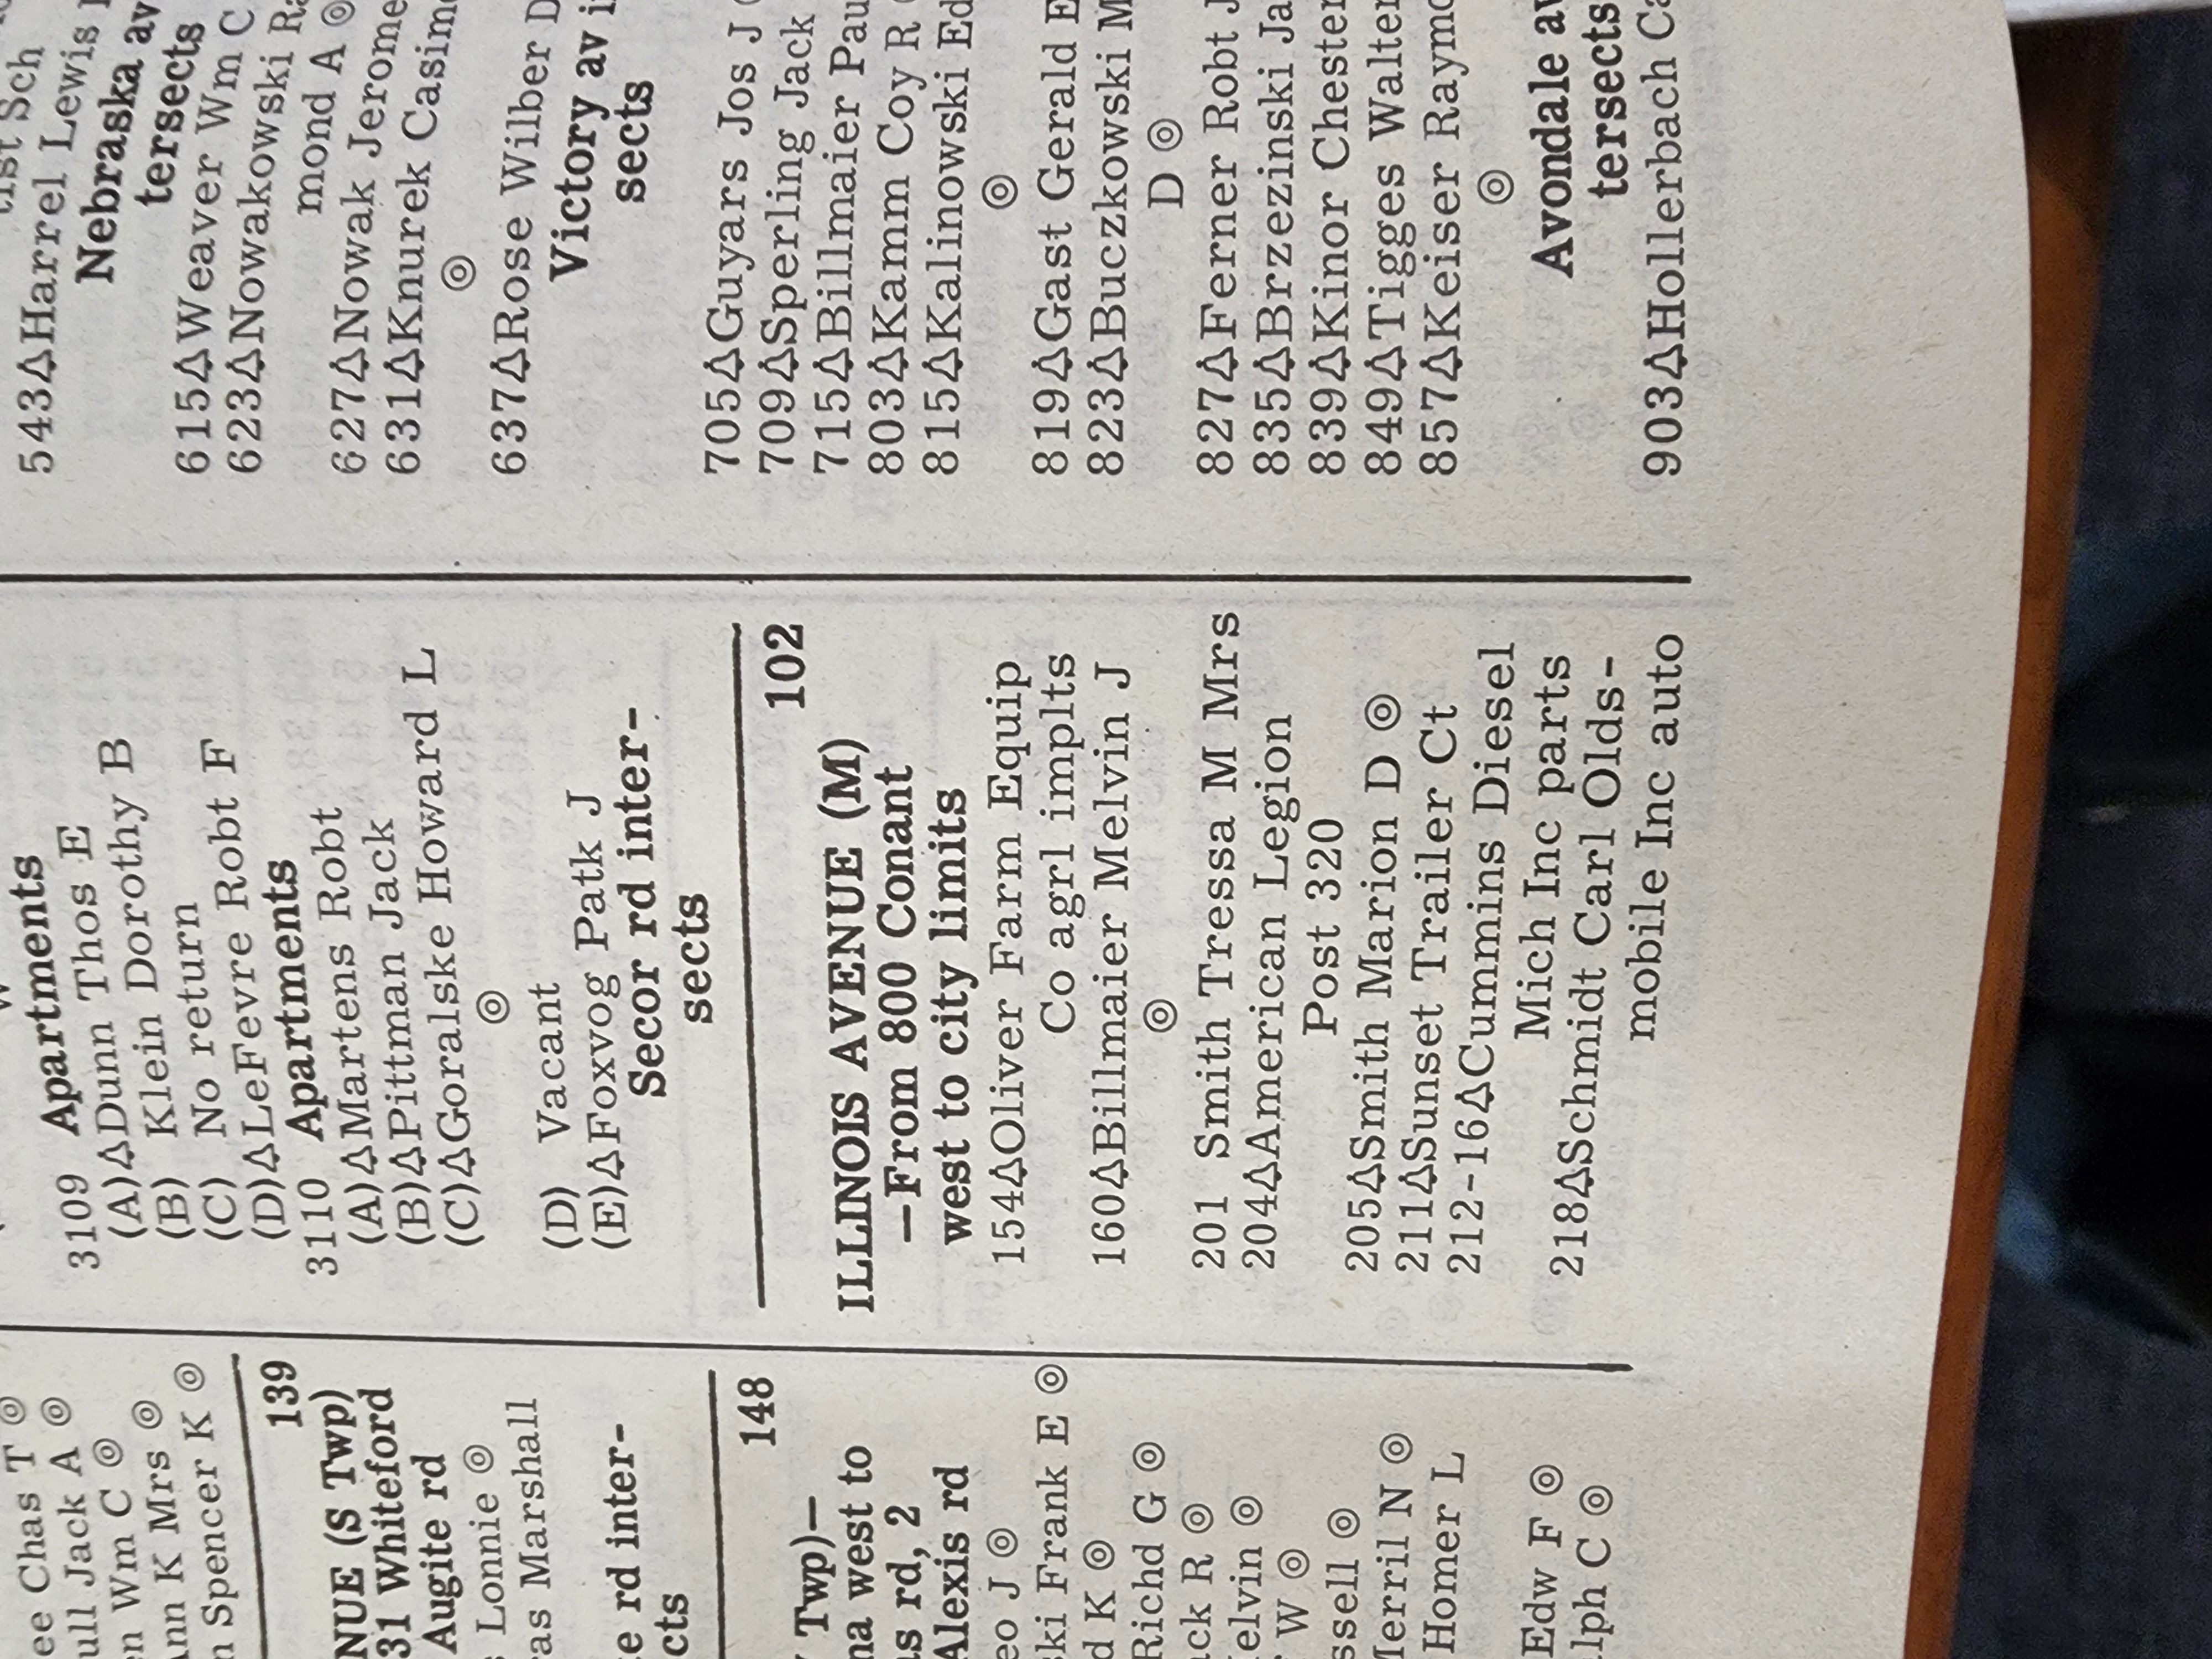 ee Chas T ◎
ull Jack A ◎
en Wm C ◎
Ann K Mrs ◎
n Spencer K ◎
139
NUE (S Twp)
31 Whiteford
Augite rd
Lonnie ◎
as Marshall
rd inter-
cts
148
Twp)—
na west to
rd, 2
Alexis rd
eo J ◎
ski Frank E ◎
d K ◎
Richd G ◎
ack R ◎
elvin ◎
W ◎
ssell ◎
Merril N ◎
Homer L
Edw F ◎
lph C ◎
3109 Apartments
(A)△Dunn Thos E
(B) Klein Dorothy B
(C) No return
(D)△LeFevre Robt F
3110 Apartments
(A)△Martens Robt
(B)△Pittman Jack
(C)△Goralske Howard L
◎
(D) Vacant
(E)△Foxvog Patk J
Secor rd inter-
sects
102
ILLINOIS AVENUE (M)
—From 800 Conant
west to city limits
154△Oliver Farm Equip
Co agrl implts
160△Billmaier Melvin J
◎
201 Smith Tressa M Mrs
204△American Legion
Post 320
205△Smith Marion D ◎
211△Sunset Trailer Ct
212-16△Cummins Diesel
Mich Inc parts
218△Schmidt Carl Olds-
mobile Inc auto
tist Sch
543△Harrel Lewis
Nebraska av
tersects
615△Weaver Wm C
623△Nowakowski Ra
mond A ◎
627△Nowak Jerome
631△Knurek Casim
◎
637△Rose Wilber D
Victory av i
sects
705△Guyars Jos J
709△Sperling Jack
715△Billmaier Pau
803△Kamm Coy R
815△Kalinowski Ed
◎
819△Gast Gerald E
823△Buczkowski M
D ◎
827△Ferner Robt J
835△Brzezinski Ja
839△Kinor Chester
849△Tigges Walter
857△Keiser Raymo
◎
Avondale av
tersects
903△Hollerbach Ca